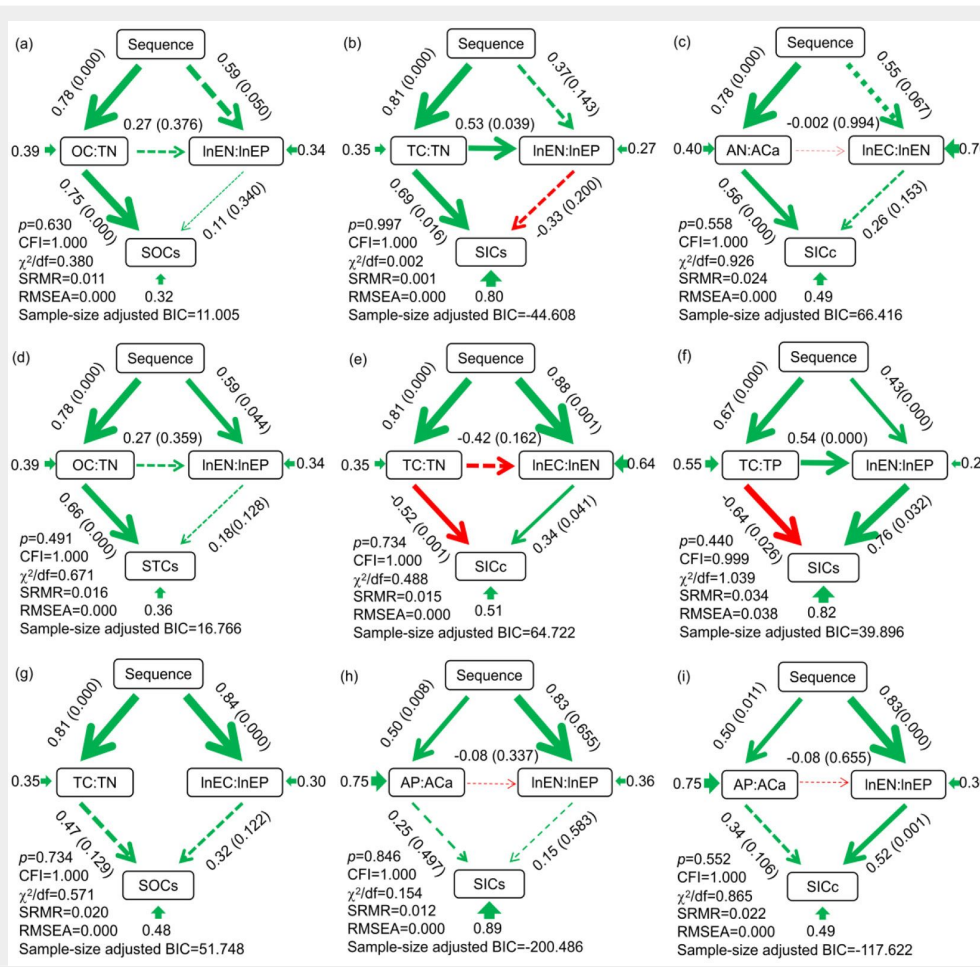 (a)
Sequence
0.78 (0.000)
0.59 (0.050)
0.27 (0.376)
0.39
OC:TN
lnEN:lnEP
0.34
0.75 (0.000)
0.11 (0.340)
SOCs
p=0.630
CFI=1.000
χ²/df=0.380
SRMR=0.011
RMSEA=0.000
0.32
Sample-size adjusted BIC=11.005
(b)
Sequence
0.81 (0.000)
0.37(0.143)
0.53 (0.039)
0.35
TC:TN
lnEN:lnEP
0.27
0.69 (0.016)
-0.33 (0.200)
SICs
p=0.997
CFI=1.000
χ²/df=0.002
SRMR=0.001
RMSEA=0.000
0.80
Sample-size adjusted BIC=-44.608
(c)
Sequence
0.78 (0.000)
0.55 (0.067)
-0.002 (0.994)
0.40
AN:ACa
lnEC:lnEN
0.56 (0.000)
0.26 (0.153)
SICc
p=0.558
CFI=1.000
χ²/df=0.926
SRMR=0.024
RMSEA=0.000
0.49
Sample-size adjusted BIC=66.416
(d)
Sequence
0.78 (0.000)
0.59 (0.044)
0.27 (0.359)
0.39
OC:TN
lnEN:lnEP
0.34
0.66 (0.000)
0.18(0.128)
STCs
p=0.491
CFI=1.000
χ²/df=0.671
SRMR=0.016
RMSEA=0.000
0.36
Sample-size adjusted BIC=16.766
(e)
Sequence
0.81 (0.000)
0.88 (0.001)
-0.42 (0.162)
0.35
TC:TN
lnEC:lnEN
0.64
-0.52 (0.001)
0.34 (0.041)
SICc
p=0.734
CFI=1.000
χ²/df=0.488
SRMR=0.015
RMSEA=0.000
0.51
Sample-size adjusted BIC=64.722
(f)
Sequence
0.67 (0.000)
0.43(0.000)
0.54 (0.000)
0.55
TC:TP
lnEN:lnEP
-0.64 (0.026)
0.76 (0.032)
SICs
p=0.440
CFI=0.999
χ²/df=1.039
SRMR=0.034
RMSEA=0.038
0.82
Sample-size adjusted BIC=39.896
(g)
Sequence
0.81 (0.000)
0.84 (0.000)
0.35
TC:TN
lnEC:lnEP
0.30
0.47 (0.129)
0.32 (0.122)
SOCs
p=0.734
CFI=1.000
χ²/df=0.571
SRMR=0.020
RMSEA=0.000
0.48
Sample-size adjusted BIC=51.748
(h)
Sequence
0.50 (0.008)
0.83 (0.655)
-0.08 (0.337)
0.75
AP:ACa
lnEN:lnEP
0.36
0.25 (0.497)
0.15 (0.583)
SICs
p=0.846
CFI=1.000
χ²/df=0.154
SRMR=0.012
RMSEA=0.000
0.89
Sample-size adjusted BIC=-200.486
(i)
Sequence
0.50 (0.011)
0.83(0.000)
-0.08 (0.655)
0.75
AP:ACa
lnEN:lnEP
0.34 (0.106)
0.52 (0.001)
SICc
p=0.552
CFI=1.000
χ²/df=0.865
SRMR=0.022
RMSEA=0.000
0.49
Sample-size adjusted BIC=-117.622